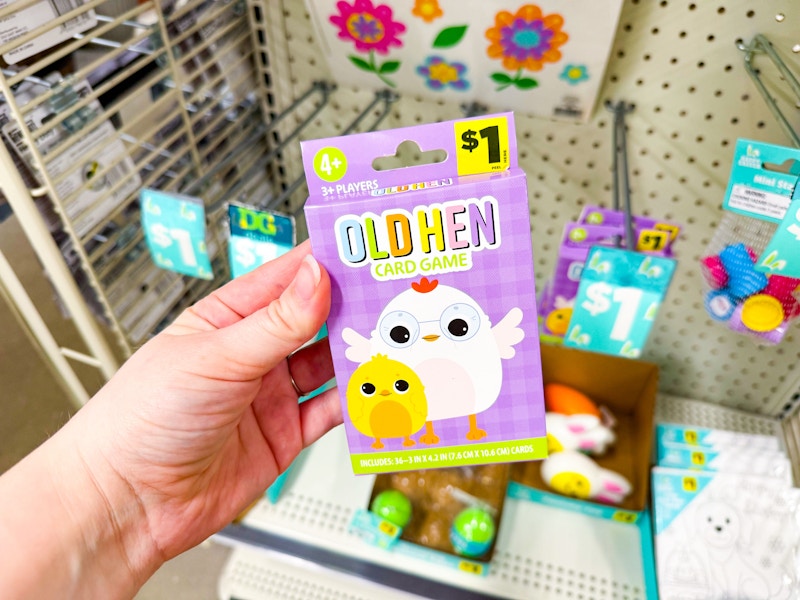 4+
3+ PLAYERS
OLD HEN
$1
OLD HEN
CARD GAME
INCLUDES: 36–3 IN X 4.2 IN (7.6 CM X 10.6 CM) CARDS
$1
DG
$1
$1